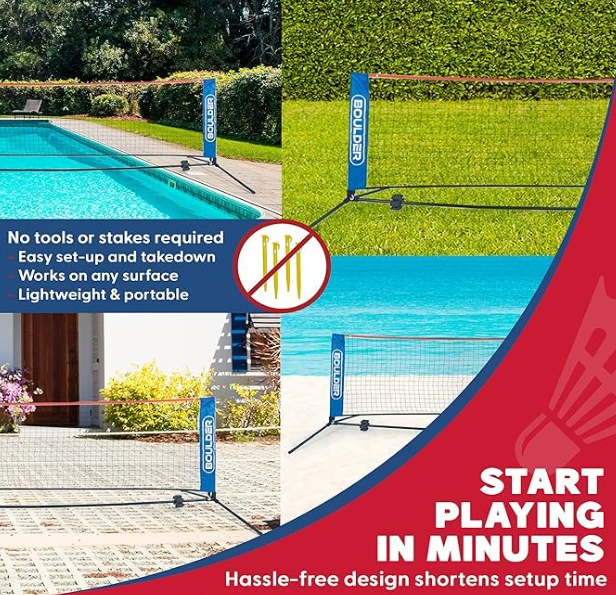 BOULDER
BOULDER
No tools or stakes required
- Easy set-up and takedown
- Works on any surface
- Lightweight & portable
BOULDER
BOULDER
START
PLAYING
IN MINUTES
Hassle-free design shortens setup time